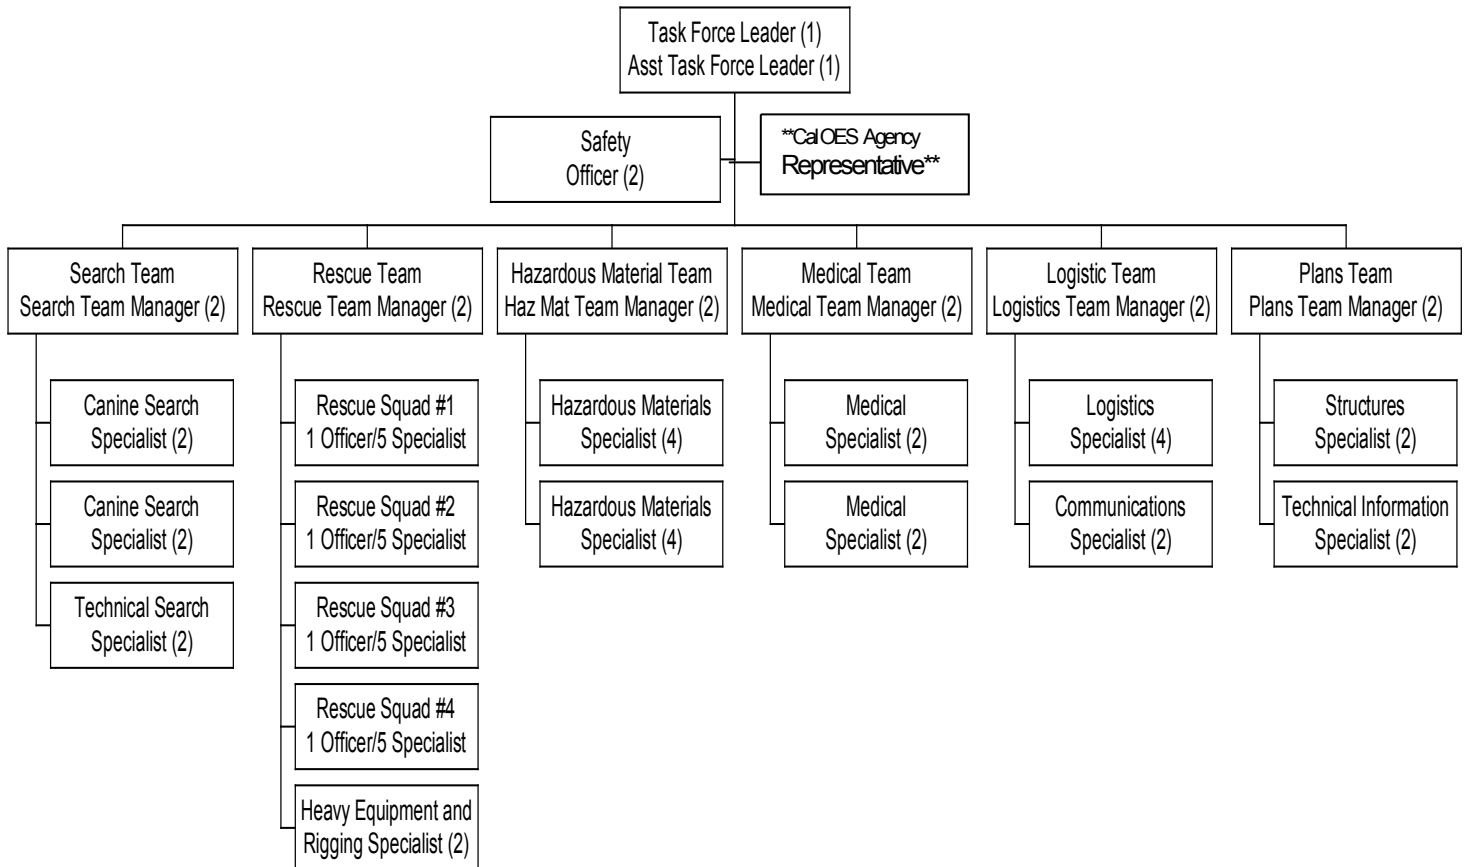 Task Force Leader (1)
Asst Task Force Leader (1)
Safety
Officer (2)
**CalOES Agency
Representative**
Search Team
Search Team Manager (2)
Rescue Team
Rescue Team Manager (2)
Hazardous Material Team
Haz Mat Team Manager (2)
Medical Team
Medical Team Manager (2)
Logistic Team
Logistics Team Manager (2)
Plans Team
Plans Team Manager (2)
Canine Search
Specialist (2)
Canine Search
Specialist (2)
Technical Search
Specialist (2)
Rescue Squad #1
1 Officer/5 Specialist
Rescue Squad #2
1 Officer/5 Specialist
Rescue Squad #3
1 Officer/5 Specialist
Rescue Squad #4
1 Officer/5 Specialist
Heavy Equipment and
Rigging Specialist (2)
Hazardous Materials
Specialist (4)
Hazardous Materials
Specialist (4)
Medical
Specialist (2)
Medical
Specialist (2)
Logistics
Specialist (4)
Communications
Specialist (2)
Structures
Specialist (2)
Technical Information
Specialist (2)